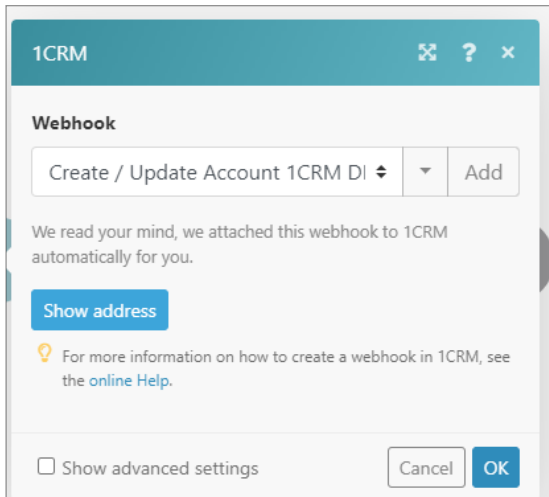 1CRM
?
×
Webhook
Create / Update Account 1CRM
Add
We read your mind, we attached this webhook to 1CRM
automatically for you.
Show address
For more information on how to create a webhook in 1CRM, see
the online Help.
Show advanced settings
Cancel
OK